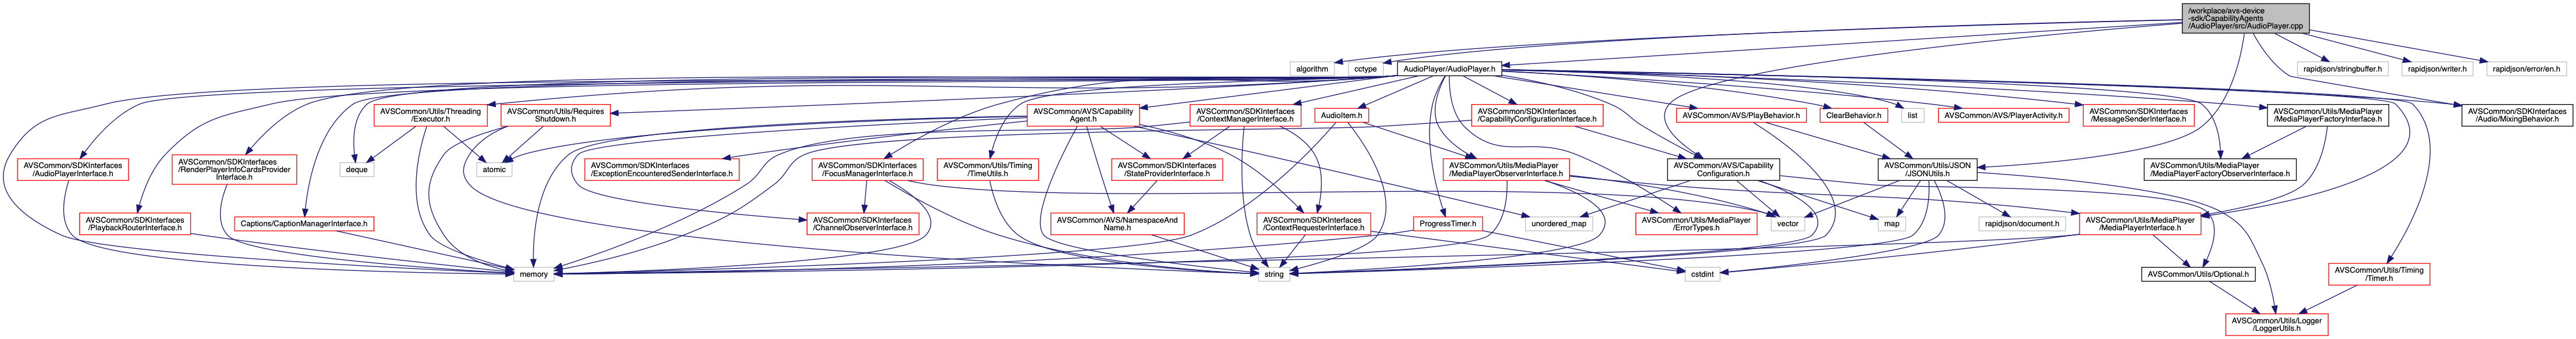 /workplace/avs-device
-sdk/CapabilityAgents
/AudioPlayer/src/AudioPlayer.cpp
algorithm
cctype
AudioPlayer/AudioPlayer.h
rapidjson/stringbuffer.h
rapidjson/writer.h
rapidjson/error/en.h
AVSCommon/Utils/Threading
/Executor.h
AVSCommon/Utils/Requires
Shutdown.h
AVSCommon/AVS/Capability
Agent.h
AVSCommon/SDKInterfaces
/ContextManagerInterface.h
AudioItem.h
AVSCommon/SDKInterfaces
/CapabilityConfigurationInterface.h
AVSCommon/AVS/PlayBehavior.h
ClearBehavior.h
list
AVSCommon/AVS/PlayerActivity.h
AVSCommon/SDKInterfaces
/MessageSenderInterface.h
AVSCommon/Utils/MediaPlayer
/MediaPlayerFactoryInterface.h
AVSCommon/SDKInterfaces
/Audio/MixingBehavior.h
AVSCommon/SDKInterfaces
/AudioPlayerInterface.h
AVSCommon/SDKInterfaces
/RenderPlayerInfoCardsProvider
Interface.h
deque
atomic
AVSCommon/SDKInterfaces
/ExceptionEncounteredSenderInterface.h
AVSCommon/SDKInterfaces
/FocusManagerInterface.h
AVSCommon/Utils/Timing
/TimeUtils.h
AVSCommon/SDKInterfaces
/StateProviderInterface.h
AVSCommon/Utils/MediaPlayer
/MediaPlayerObserverInterface.h
AVSCommon/AVS/Capability
Configuration.h
AVSCommon/Utils/JSON
/JSONUtils.h
AVSCommon/Utils/MediaPlayer
/MediaPlayerFactoryObserverInterface.h
AVSCommon/SDKInterfaces
/PlaybackRouterInterface.h
Captions/CaptionManagerInterface.h
AVSCommon/SDKInterfaces
/ChannelObserverInterface.h
AVSCommon/AVS/NamespaceAnd
Name.h
AVSCommon/SDKInterfaces
/ContextRequesterInterface.h
ProgressTimer.h
unordered_map
AVSCommon/Utils/MediaPlayer
/ErrorTypes.h
vector
map
rapidjson/document.h
AVSCommon/Utils/MediaPlayer
/MediaPlayerInterface.h
memory
string
cstdint
AVSCommon/Utils/Optional.h
AVSCommon/Utils/Timing
/Timer.h
AVSCommon/Utils/Logger
/LoggerUtils.h